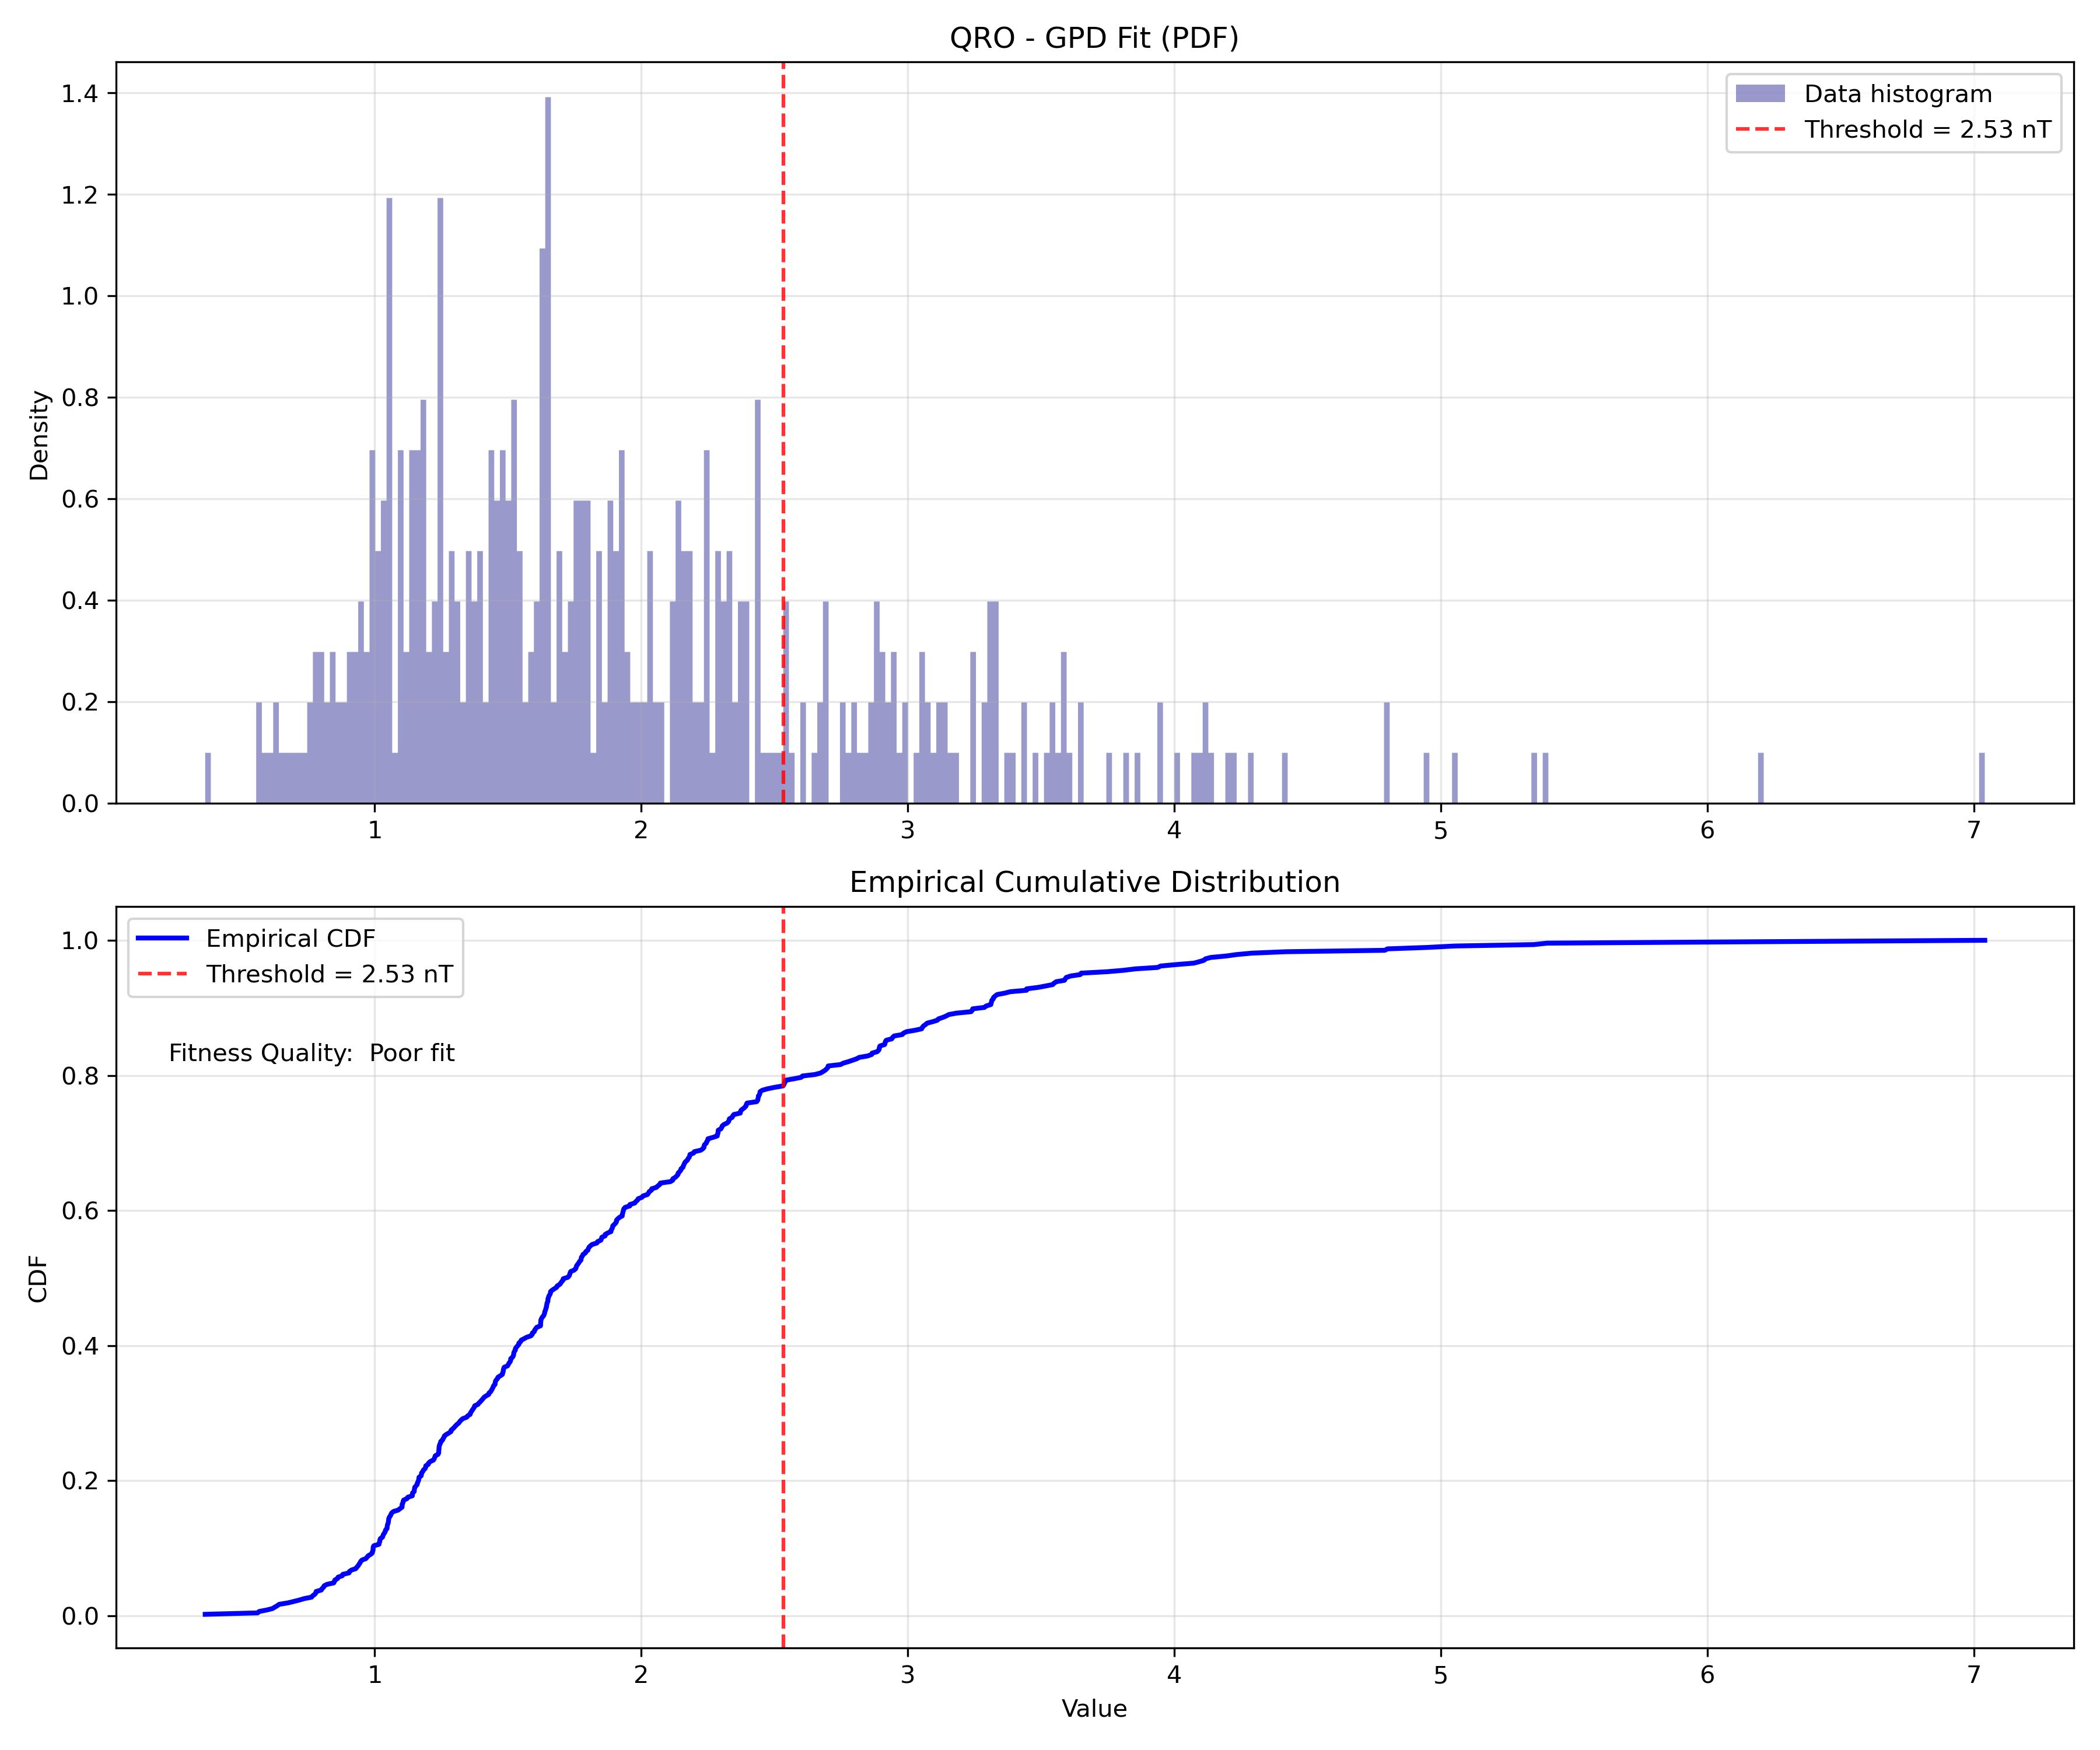 QRO - GPD Fit (PDF)
Density
1.4
1.2
1.0
0.8
0.6
0.4
0.2
0.0
Data histogram
Threshold = 2.53 nT
1 2 3 4 5 6 7
Empirical Cumulative Distribution
CDF
1.0
0.8
0.6
0.4
0.2
0.0
Empirical CDF
Threshold = 2.53 nT
Fitness Quality: Poor fit
1 2 3 4 5 6 7
Value